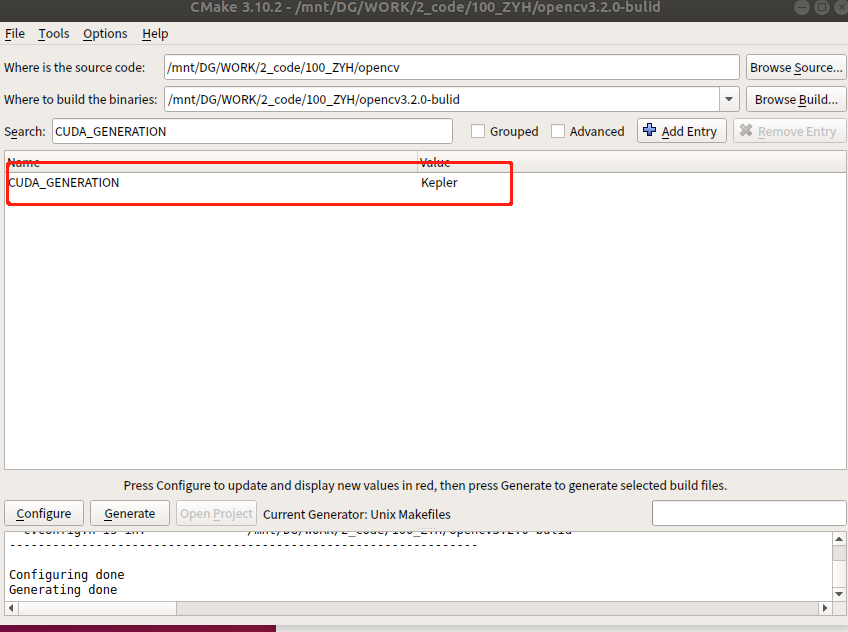 CMake 3.10.2 - /mnt/DG/WORK/2_code/100_ZYH/opencv3.2.0-bulid
File Tools Options Help
Where is the source code: /mnt/DG/WORK/2_code/100_ZYH/opencv Browse Source...
Where to build the binaries: /mnt/DG/WORK/2_code/100_ZYH/opencv3.2.0-bulid Browse Build...
Search: CUDA_GENERATION Grouped Advanced Add Entry Remove Entry
Name Value
CUDA_GENERATION Kepler
Press Configure to update and display new values in red, then press Generate to generate selected build files.
Configure Generate Open Project Current Generator: Unix Makefiles
cvconfig.h is in: /mnt/DG/WORK/2_code/100_ZYH/opencv3.2.0-bulid
-----------------------------------------------------------------
Configuring done
Generating done